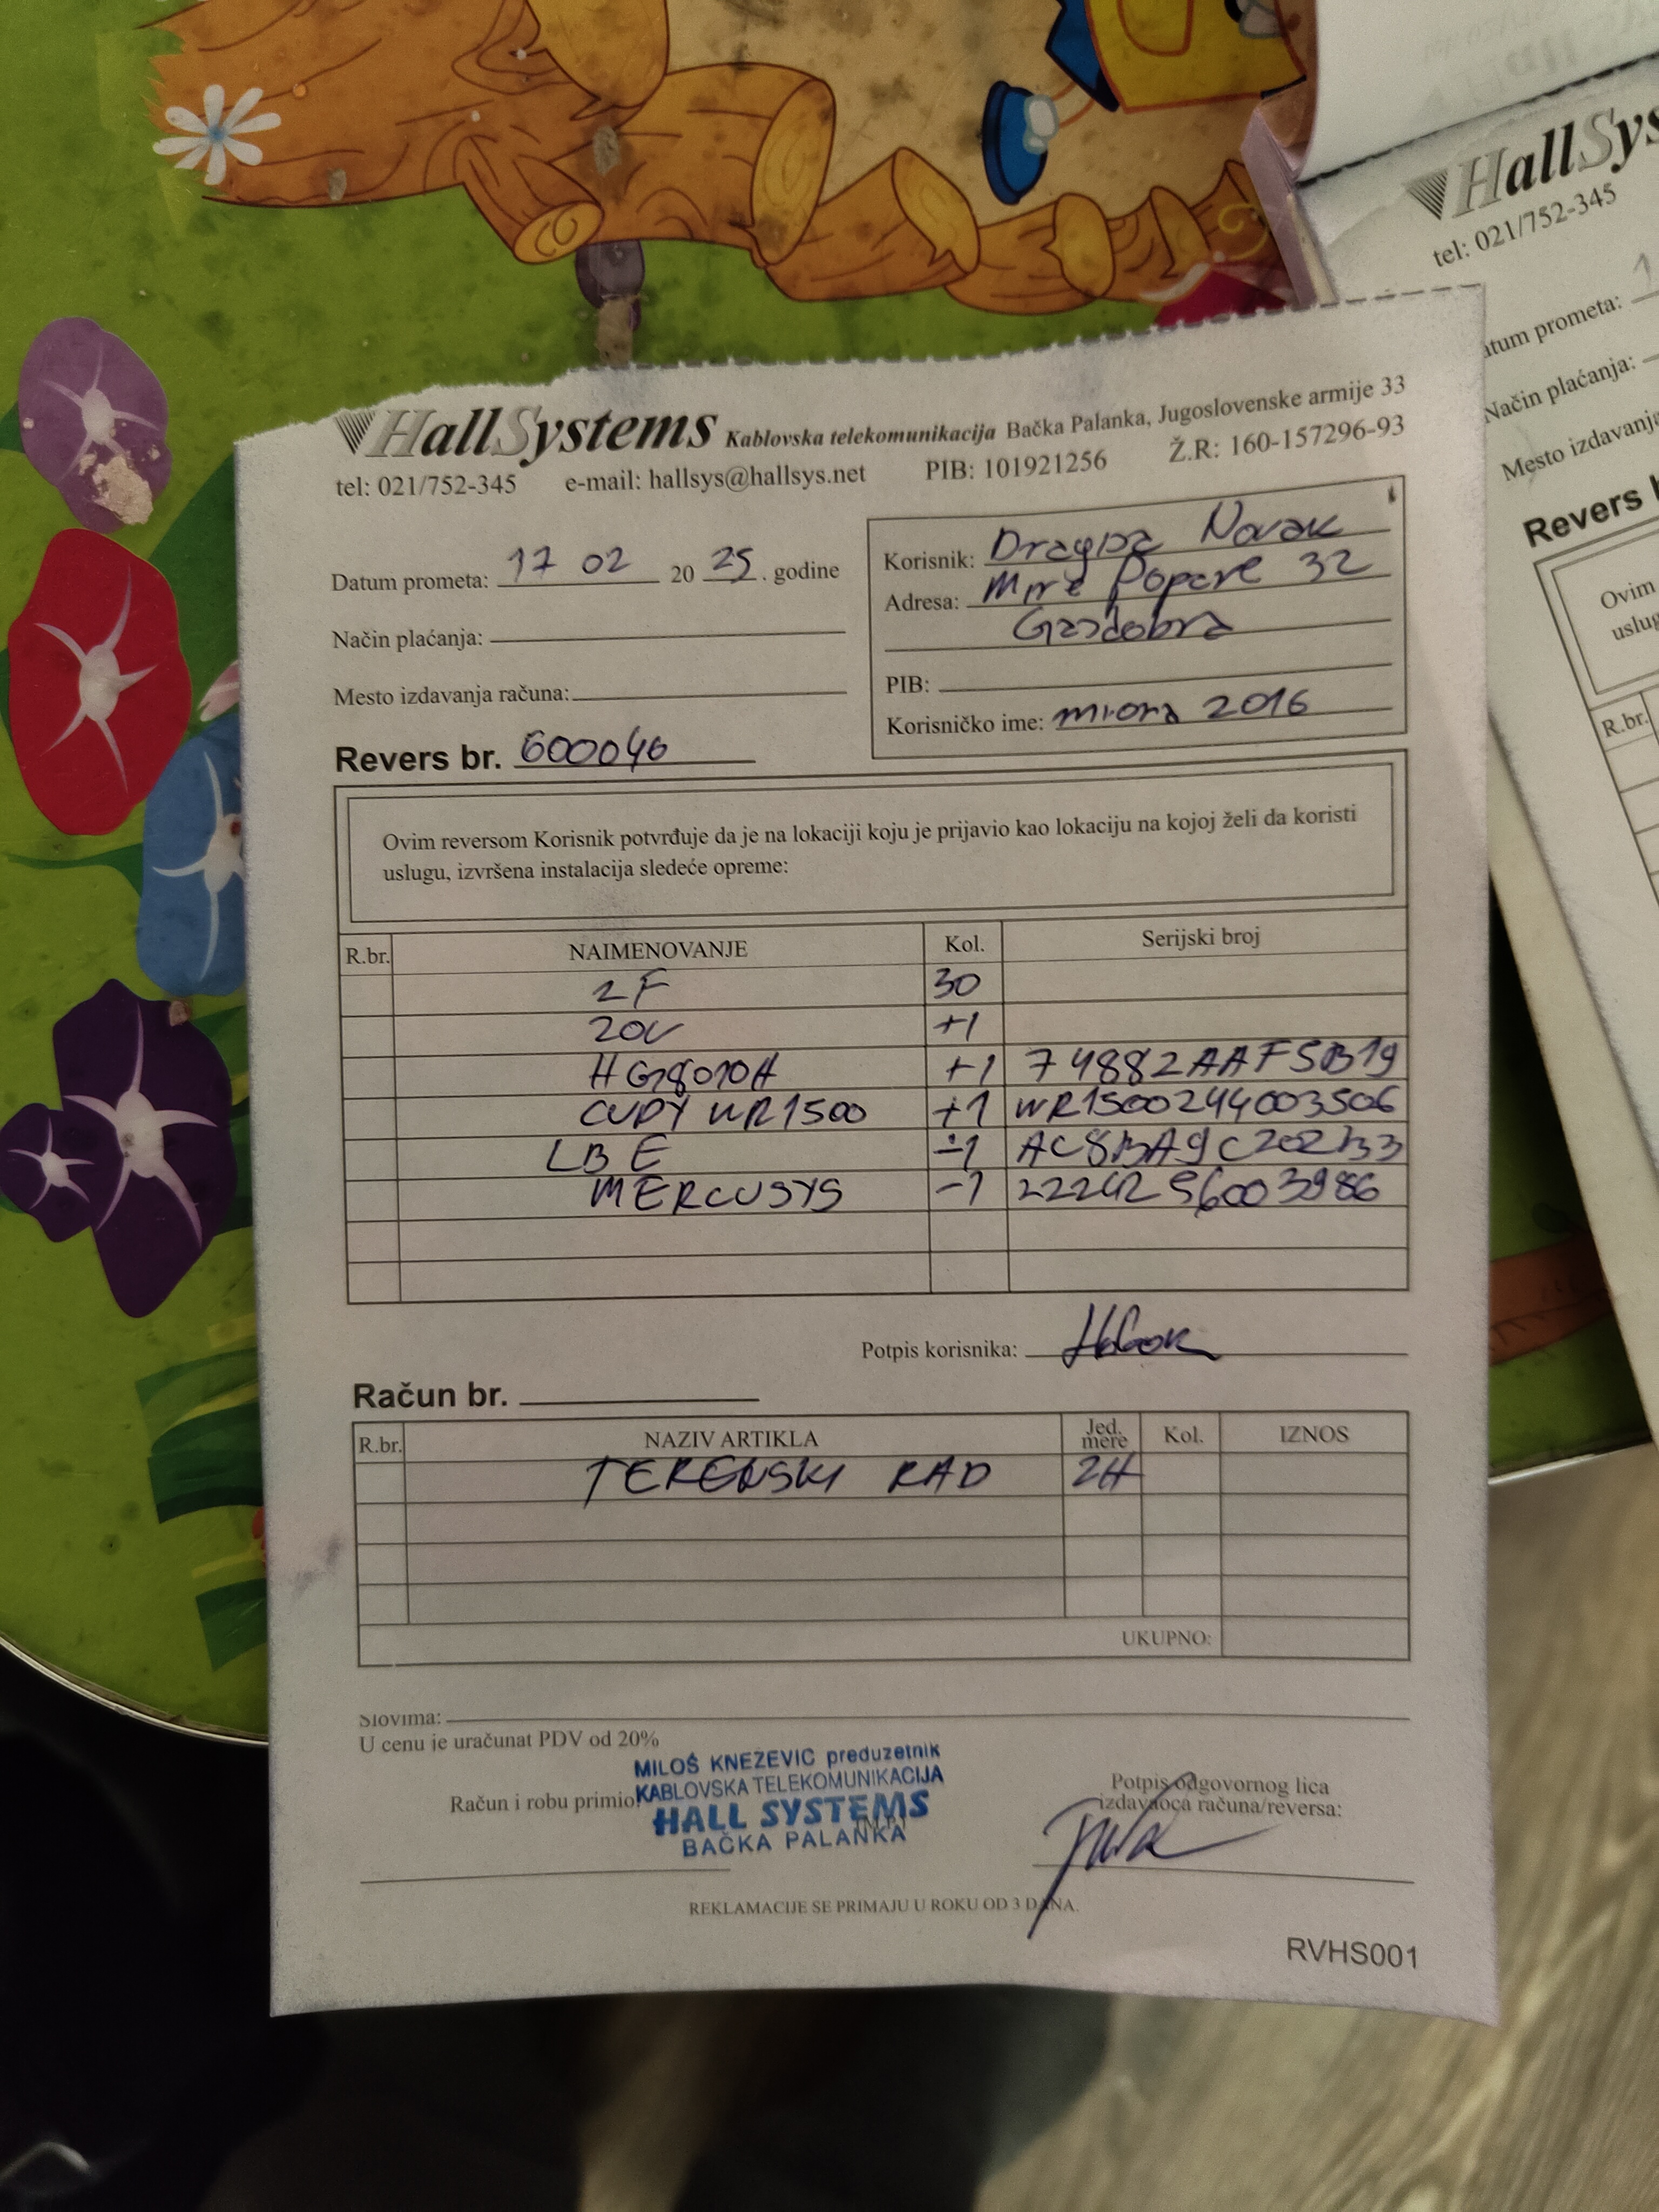 HallSystems Kablovska telekomunikacija Bačka Palanka, Jugoslovenske armije 33
tel: 021/752-345 e-mail: hallsys@hallsys.net PIB: 101921256 Ž.R: 160-157296-93
Datum prometa: 17 02 2025. godine
Način plaćanja:
Mesto izdavanja računa:
Revers br. 600046
Korisnik: Novak
Adresa: 32
PIB:
Korisničko ime: 2016
Ovim reversom Korisnik potvrđuje da je na lokaciji koju je prijavio kao lokaciju na kojoj želi da koristi
uslugu, izvršena instalacija sledeće opreme:
R.br. NAIMENOVANJE Kol. Serijski broj
2F 30
20V +1
HG8010H +1 74882AAF5B19
CUDY WR1500 +1 WR1500244003506
LB E -1
MERCUSYS -1
Potpis korisnika:
Račun br.
R.br. NAZIV ARTIKLA Jed. mere Kol. IZNOS
TERENSKI RAD 2H
UKUPNO:
Slovima:
U cenu je uračunat PDV od 20%
Račun i robu primio
MILOŠ KNEŽEVIĆ preduzetnik
KABLOVSKA TELEKOMUNIKACIJA
HALL SYSTEMS
BAČKA PALANKA
Potpis odgovornog lica
izdavaoca računa/reversa:
REKLAMACIJE SE PRIMAJU U ROKU OD 3 DANA.
RVHS001
HallSys
tel: 021/752-345
atum prometa:
Način plaćanja:
Mesto izdavanja
Revers
Ovim
uslug
R.br.